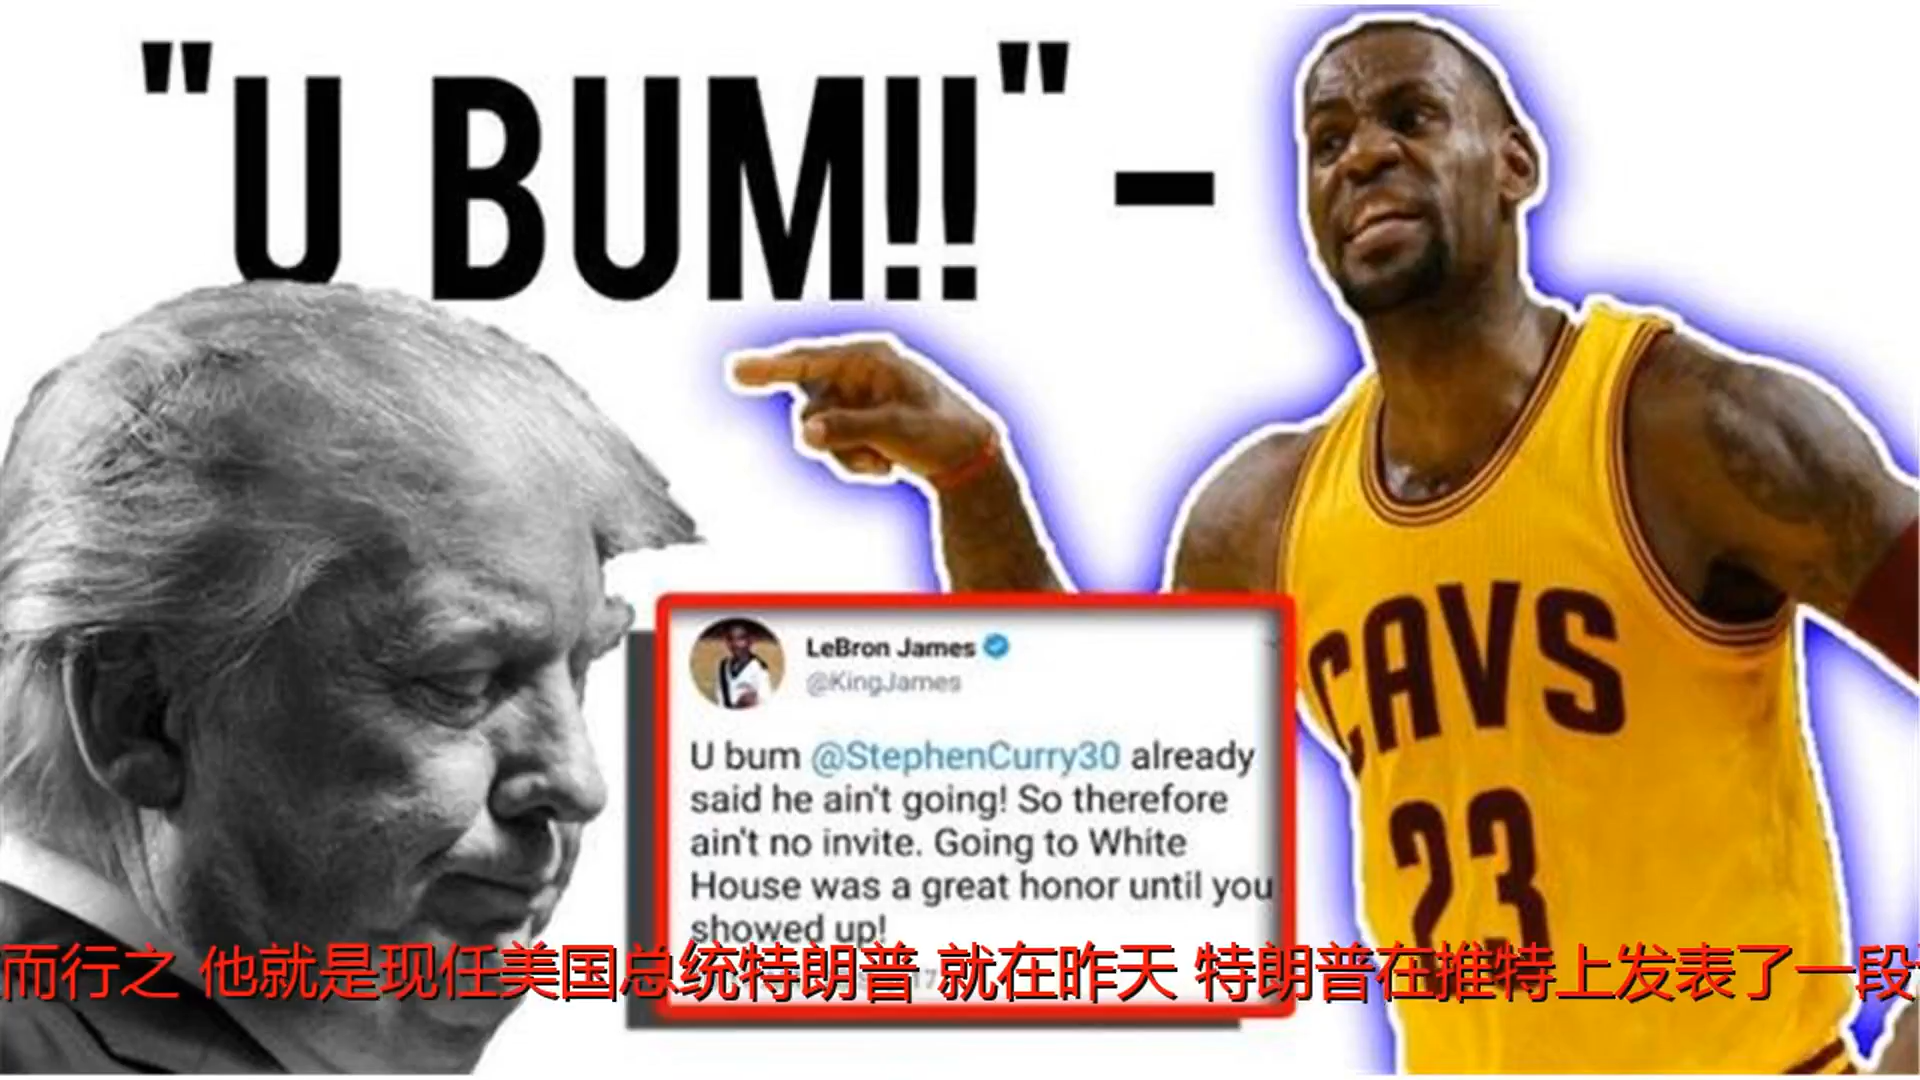 "U BUM!!" –
LeBron James
@KingJames
U bum @StephenCurry30 already
said he ain't going! So therefore
ain't no invite. Going to White
House was a great honor until you
showed up!
而行之 他就是现任美国总统特朗普 就在昨天 特朗普在推特上发表了一段
CAVS
23